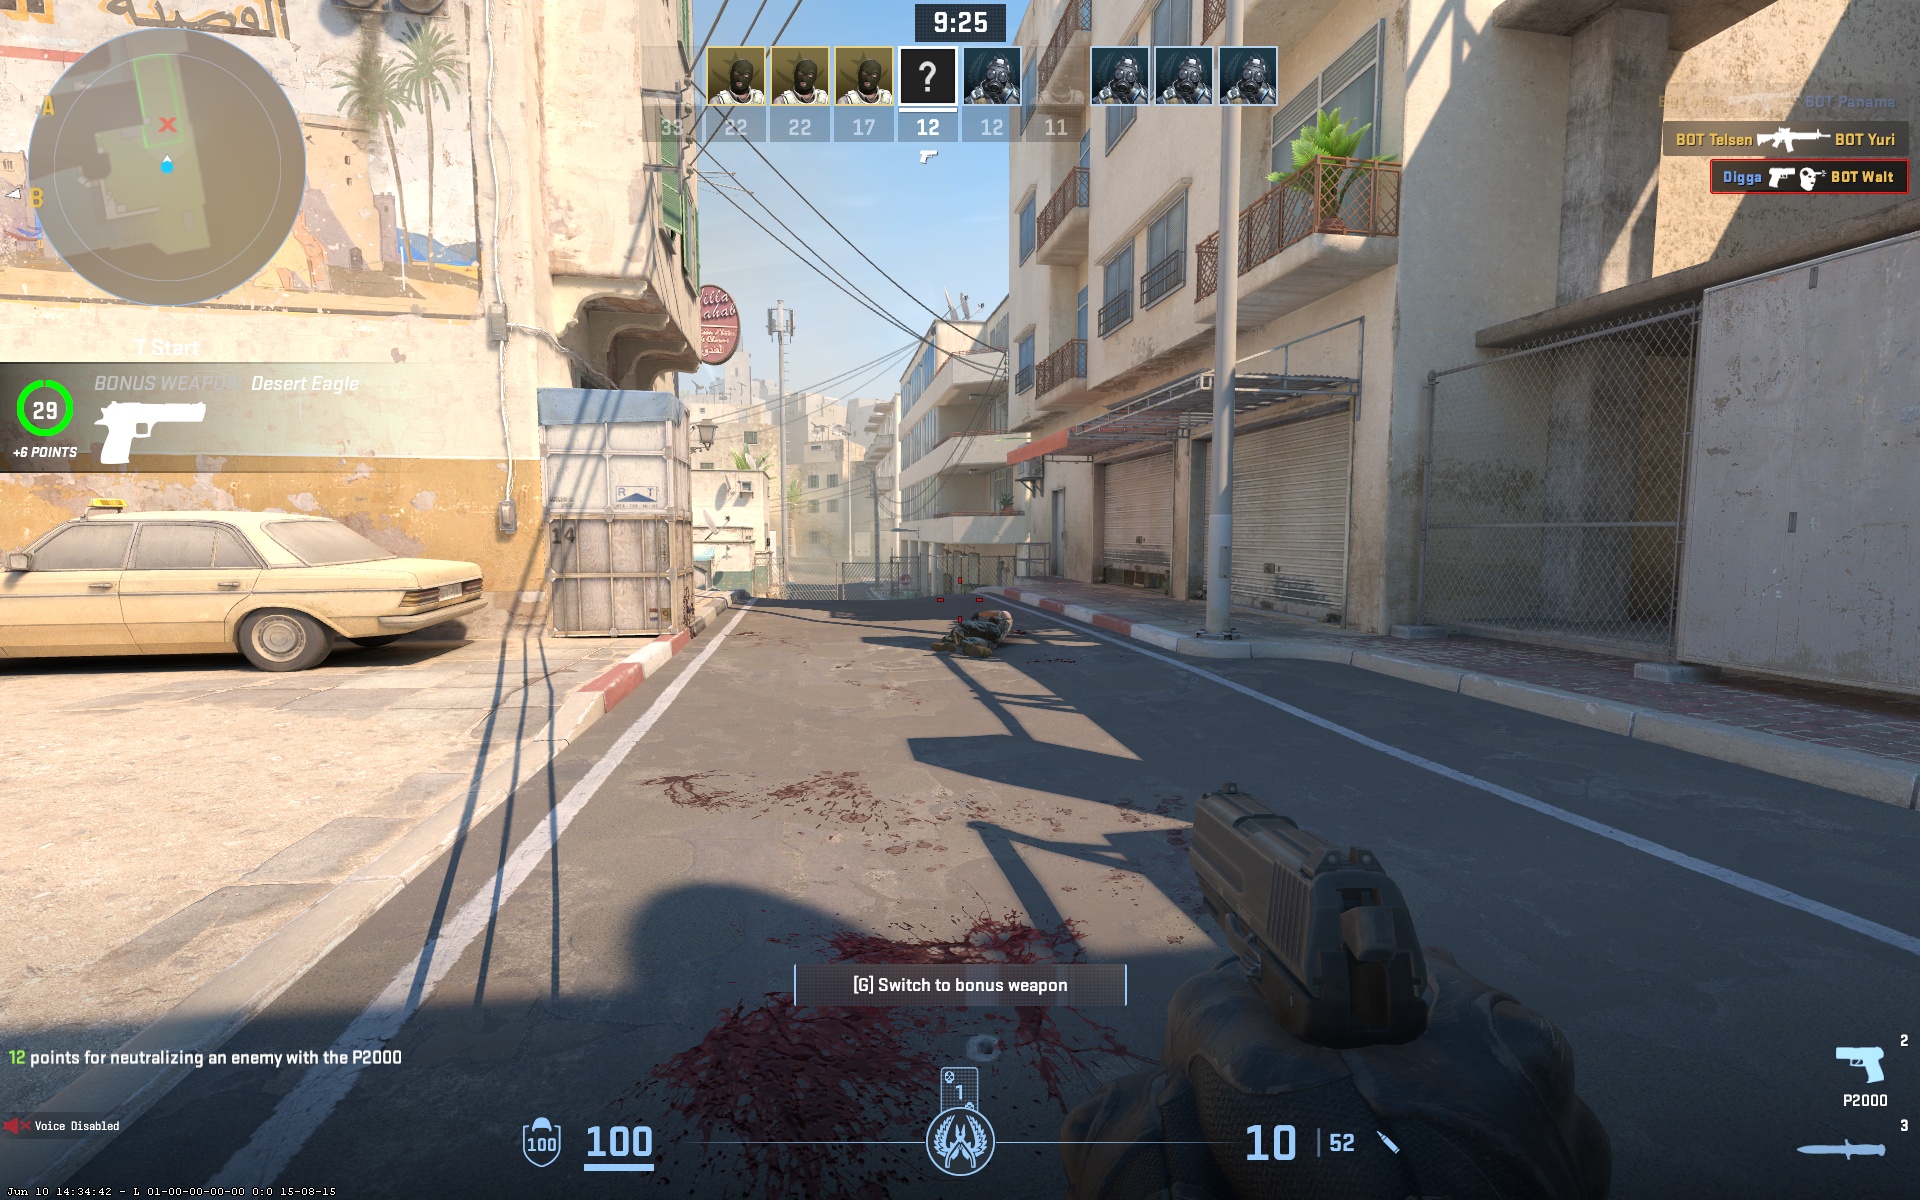 9:25
?
33 22 22 17 12 12 11
BOT Panama
BOT Telsen BOT Yuri
Digga BOT Walt
A
B
T Start
BONUS WEAPON Desert Eagle
29
+6 POINTS
R T
14
[G] Switch to bonus weapon
12 points for neutralizing an enemy with the P2000
Voice Disabled
100 100
1
10 | 52
2
P2000
3
Jun 10 14:34:42 - L 01-00-00-00-00 0:0 15-08-15